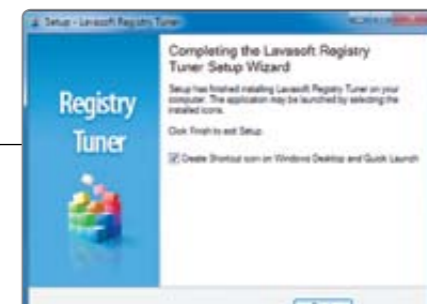 Setup - Lavasoft Registry Tuner
Completing the Lavasoft Registry
Tuner Setup Wizard
Setup has finished installing Lavasoft Registry Tuner on your
computer. The application may be launched by selecting the
installed icons.
Click Finish to exit Setup.
Create Shortcut icon on Windows Desktop and Quick Launch
Registry
Tuner